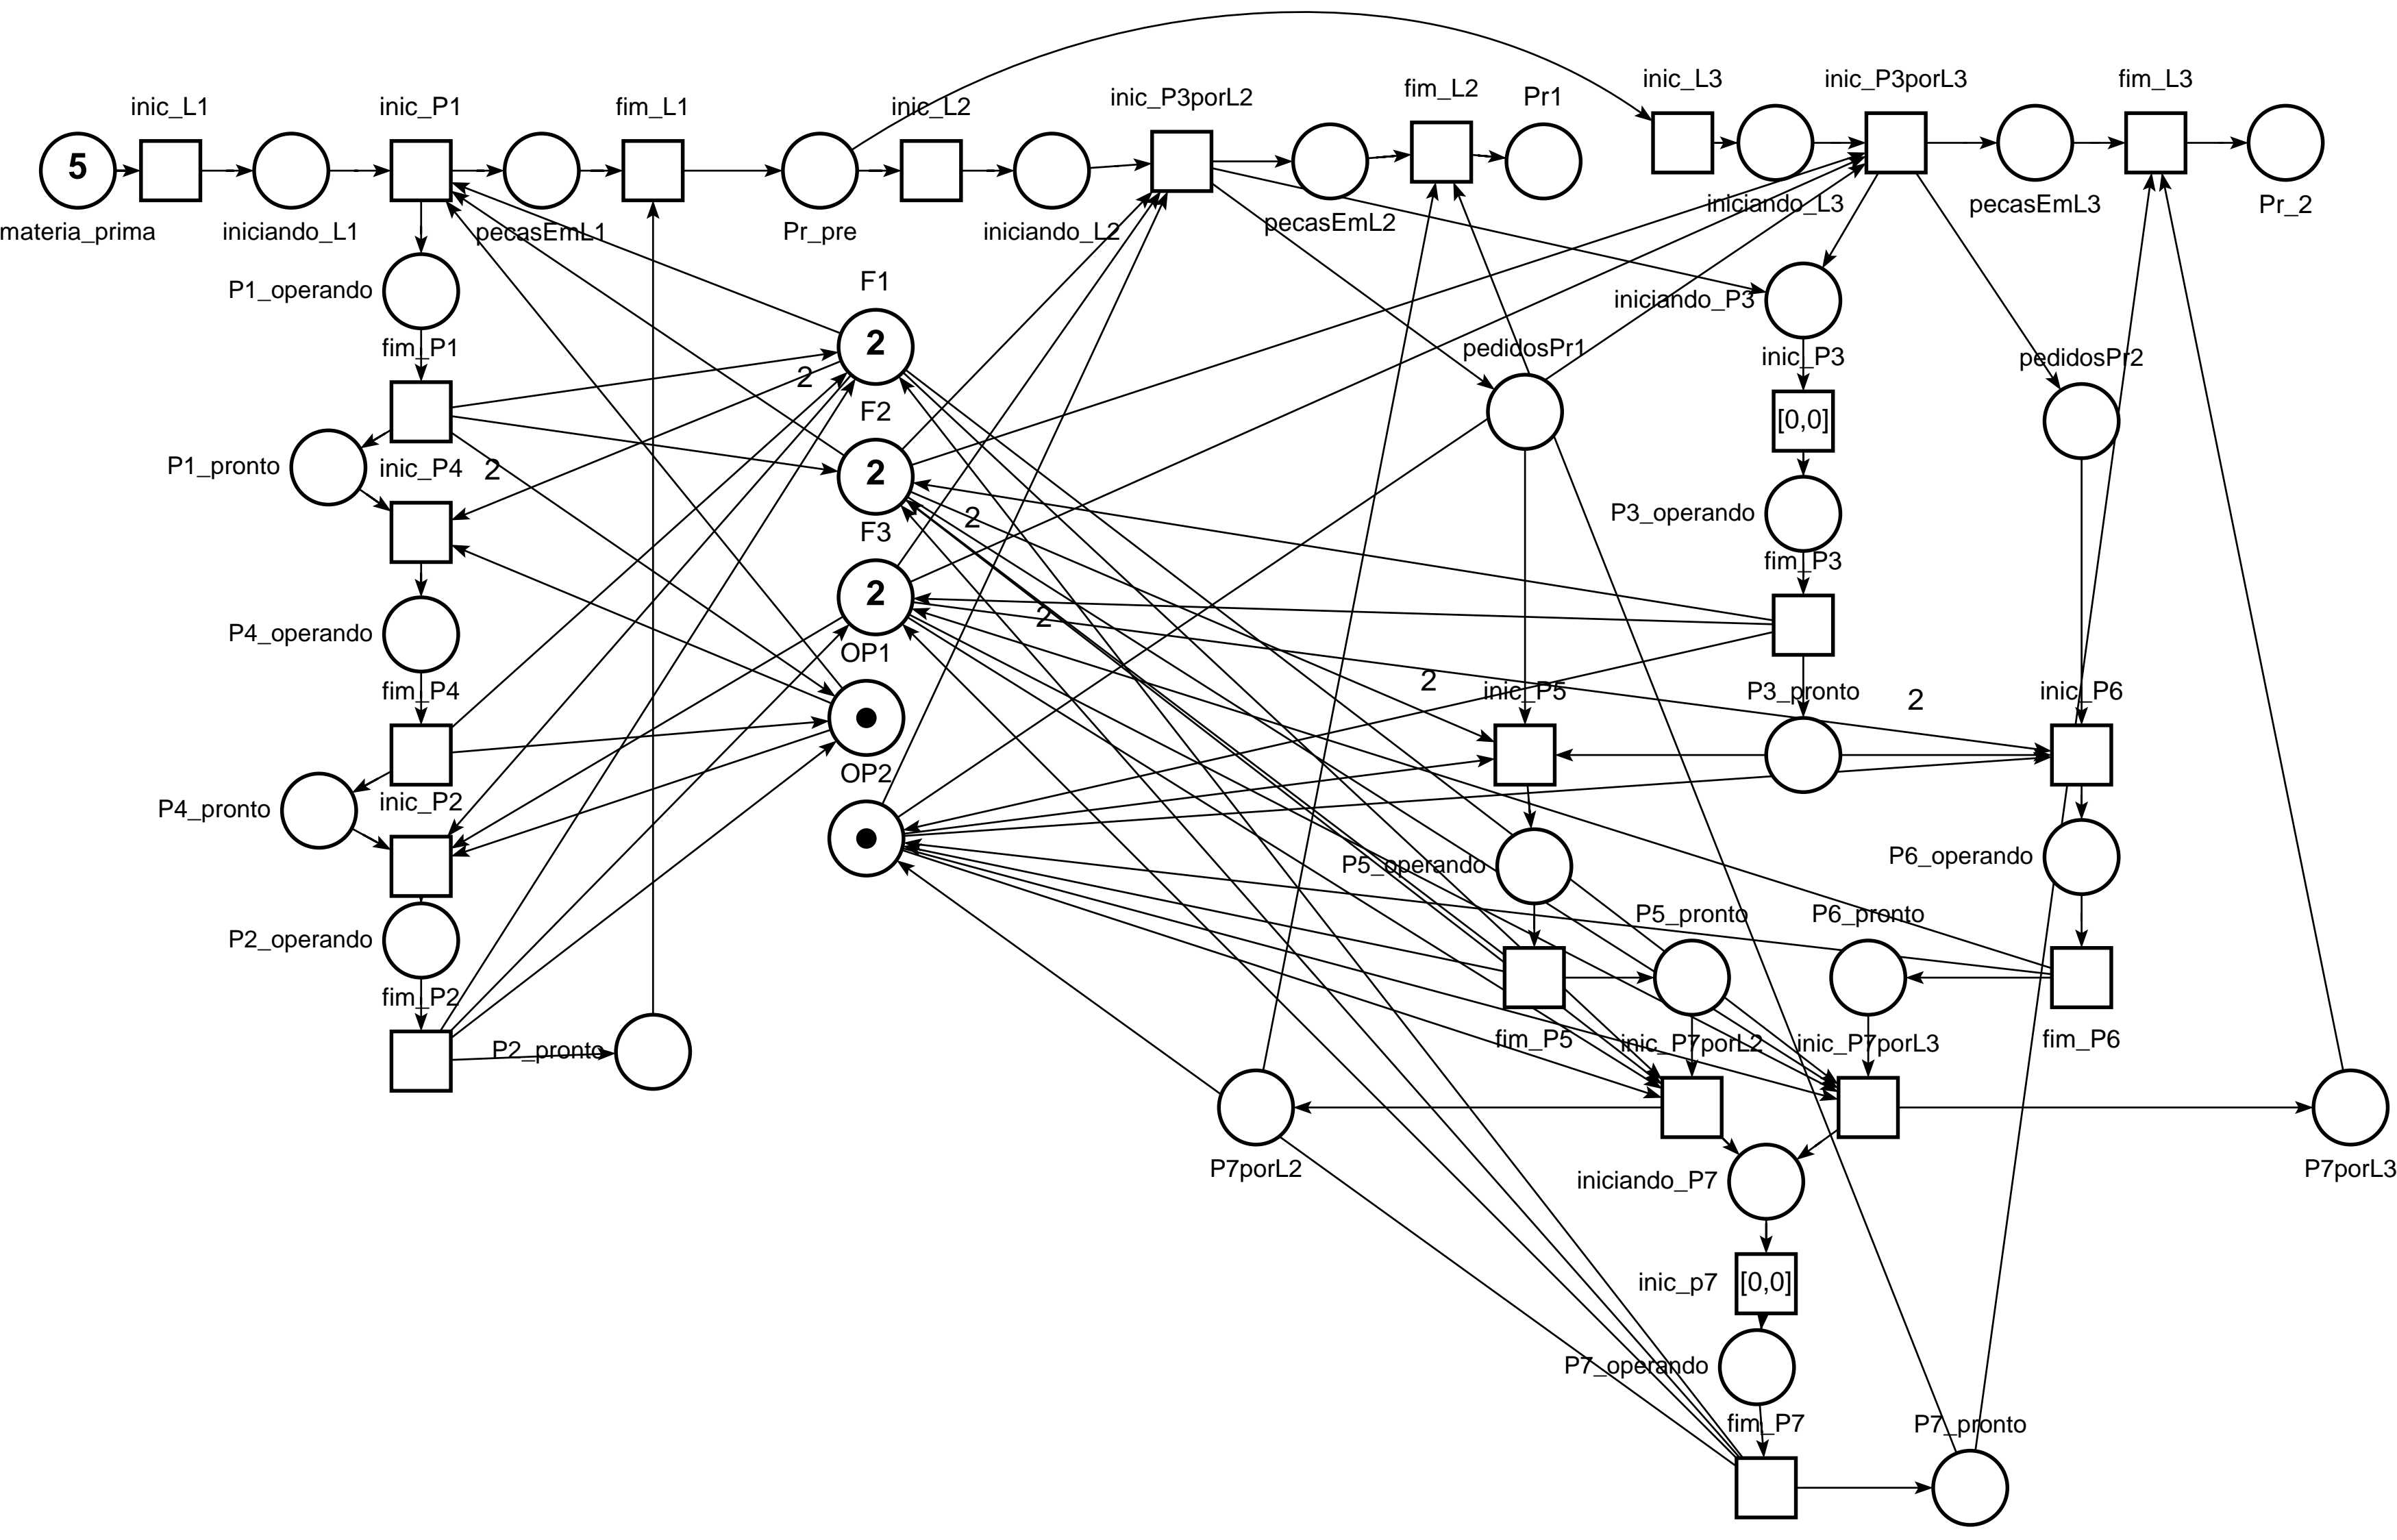 inic_L1
inic_P1
fim_L1
inic_L2
inic_P3porL2
fim_L2
Pr1
inic_L3
inic_P3porL3
fim_L3
5
materia_prima
iniciando_L1
pecasEmL1
Pr_pre
iniciando_L2
pecasEmL2
iniciando_L3
pecasEmL3
Pr_2
P1_operando
F1
iniciando_P3
fim_P1
2
2
pedidosPr1
inic_P3
pedidosPr2
F2
[0,0]
P1_pronto
inic_P4
2
2
P3_operando
F3
2
fim_P3
2
2
P4_operando
OP1
fim_P4
2
inic_P5
P3_pronto
2
inic_P6
OP2
P4_pronto
inic_P2
P5_operando
P6_operando
P2_operando
P5_pronto
P6_pronto
fim_P2
P2_pronto
fim_P5
inic_P7porL2
inic_P7porL3
fim_P6
P7porL2
iniciando_P7
P7porL3
inic_p7
[0,0]
P7_operando
fim_P7
P7_pronto